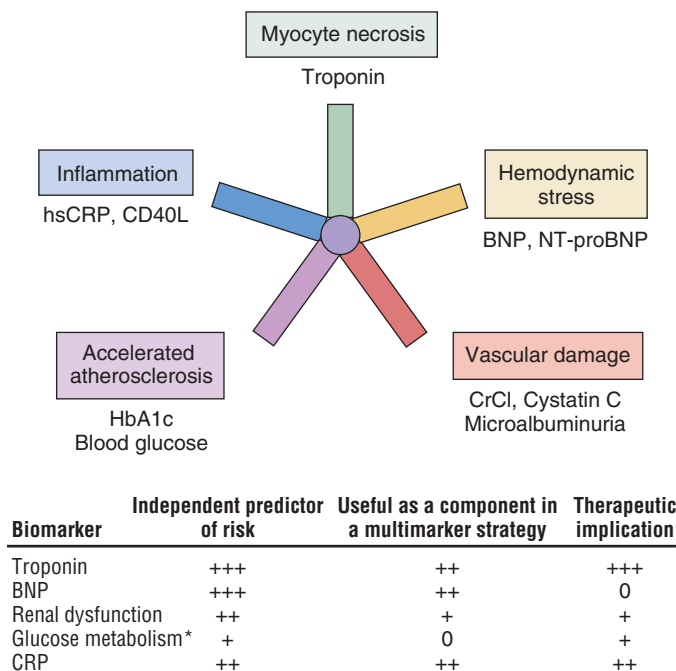 Myocyte necrosis
Troponin
Inflammation
hsCRP, CD40L
Hemodynamic
stress
BNP, NT-proBNP
Accelerated
atherosclerosis
HbA1c
Blood glucose
Vascular damage
CrCl, Cystatin C
Microalbuminuria
Independent predictor Useful as a component in Therapeutic
Biomarker of risk a multimarker strategy implication
Troponin +++ ++ +++
BNP +++ ++ 0
Renal dysfunction ++ + +
Glucose metabolism* + 0 +
CRP ++ ++ ++